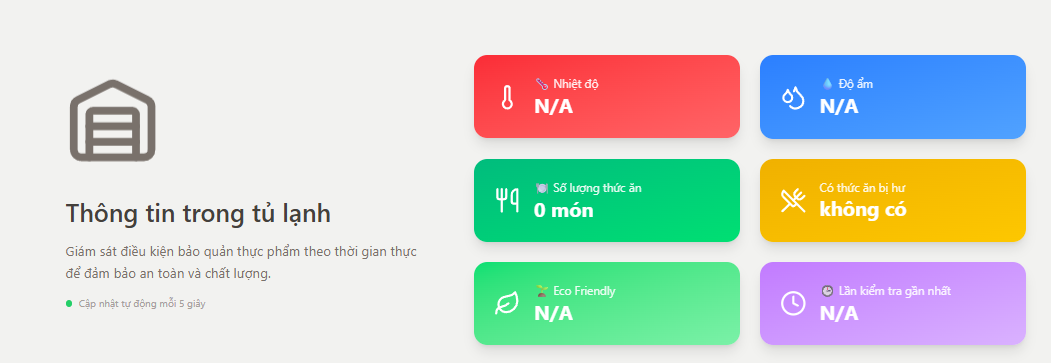 Thông tin trong tủ lạnh
Giám sát điều kiện bảo quản thực phẩm theo thời gian thực
để đảm bảo an toàn và chất lượng.
Cập nhật tự động mỗi 5 giây
Nhiệt độ
N/A
Độ ẩm
N/A
Số lượng thức ăn
0 món
Có thức ăn bị hư
không có
Eco Friendly
N/A
Lần kiểm tra gần nhất
N/A